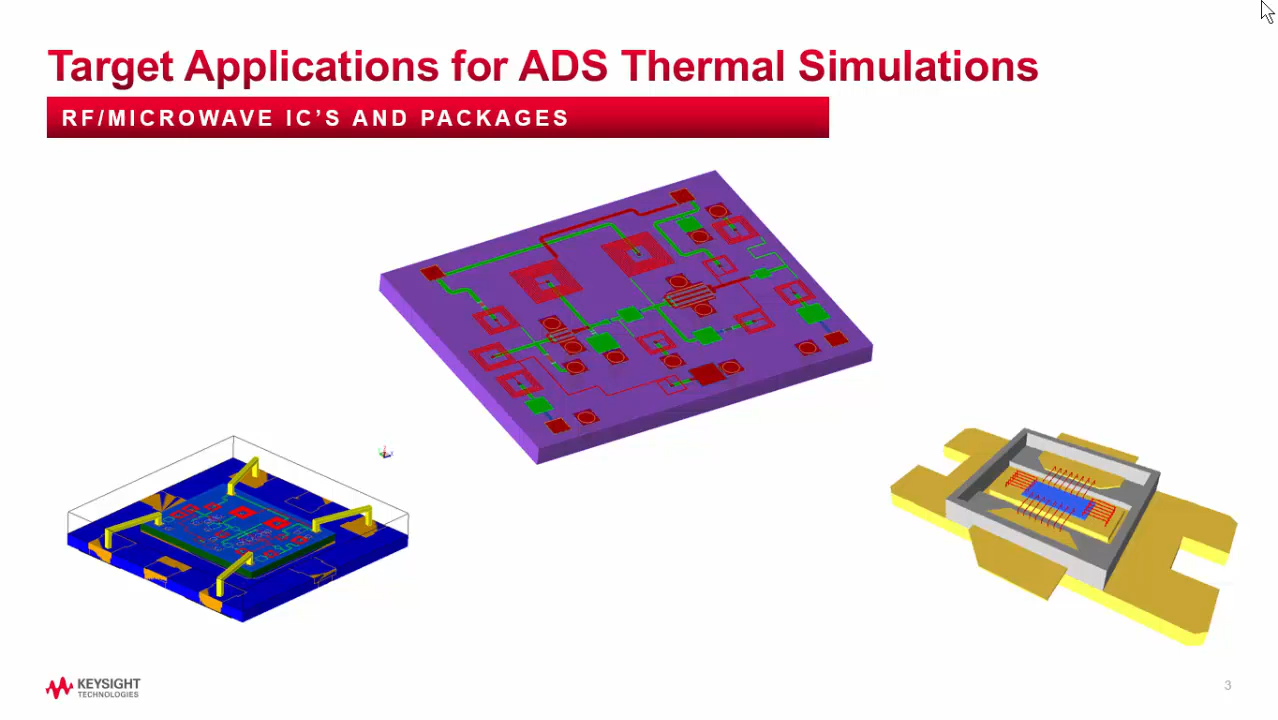 Target Applications for ADS Thermal Simulations
RF/MICROWAVE IC’S AND PACKAGES
KEYSIGHT
TECHNOLOGIES
3